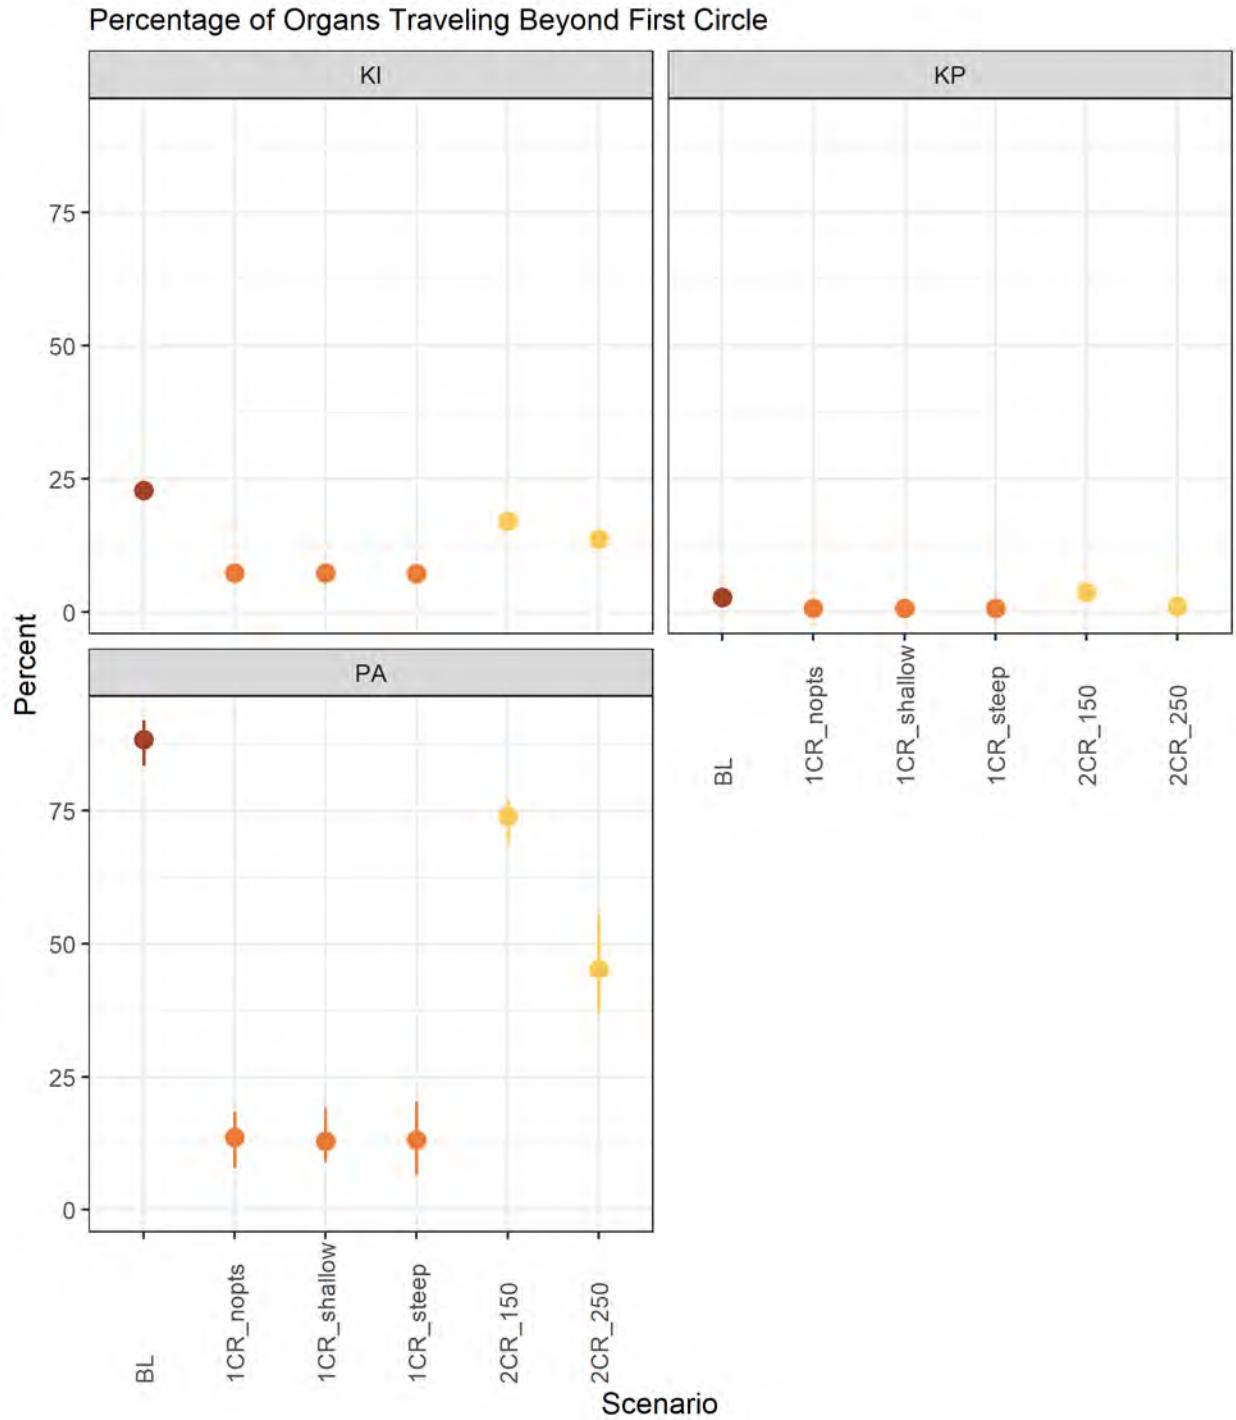 Percentage of Organs Traveling Beyond First Circle
KI
KP
75
50
25
0
BL
1CR_nopts
1CR_shallow
1CR_steep
2CR_150
2CR_250
Percent
PA
75
50
25
0
BL
1CR_nopts
1CR_shallow
1CR_steep
2CR_150
2CR_250
Scenario